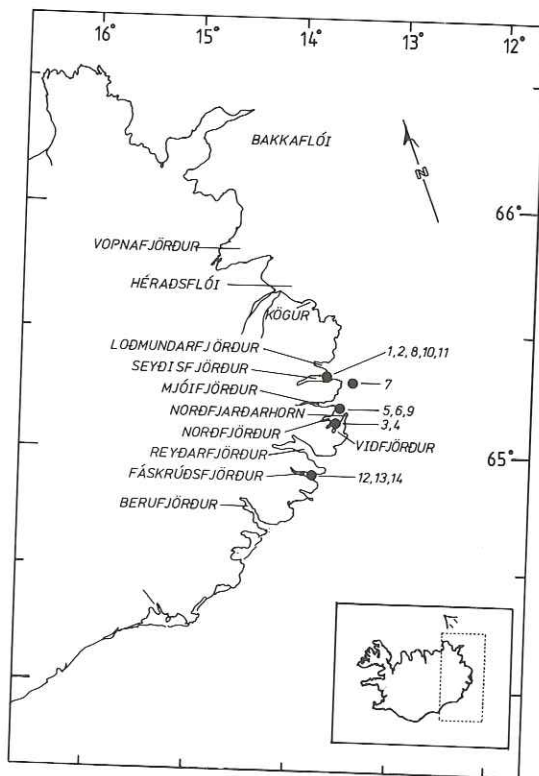 16° 15° 14° 13° 12°
BAKKAFLÓI
N
66°
VOPNAFJÖRÐUR
HÉRAÐSFLÓI
KÖGUR
LOÐMUNDARFJÖRÐUR
1, 2, 8, 10, 11
SEYÐISFJÖRÐUR
7
MJÓIFJÖRÐUR
5, 6, 9
NORÐFJARÐARHORN
3, 4
NORÐFJÖRÐUR
VIÐFJÖRÐUR
REYÐARFJÖRÐUR
65°
FÁSKRÚÐSFJÖRÐUR
12, 13, 14
BERUFJÖRÐUR